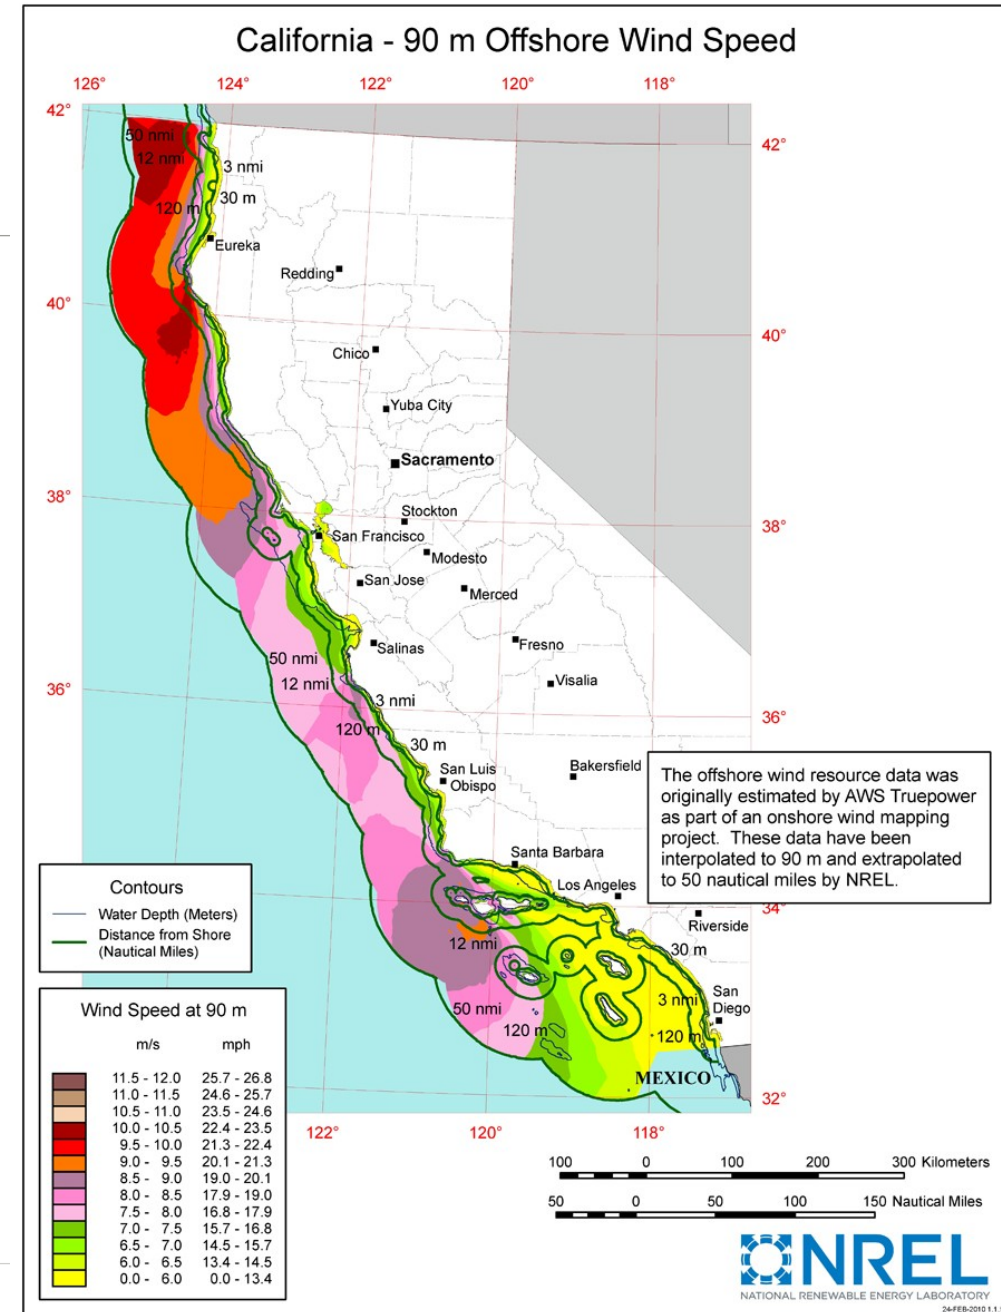 California - 90 m Offshore Wind Speed
126°
124°
122°
120°
118°
42°
42°
50 nmi
12 nmi
3 nmi
30 m
120 m
Eureka
Redding
40°
40°
Chico
Yuba City
Sacramento
38°
38°
Stockton
San Francisco
Modesto
San Jose
Merced
Salinas
Fresno
50 nmi
12 nmi
Visalia
36°
36°
3 nmi
120 m
30 m
San Luis
Obispo
Bakersfield
The offshore wind resource data was
originally estimated by AWS Truepower
as part of an onshore wind mapping
project. These data have been
interpolated to 90 m and extrapolated
to 50 nautical miles by NREL.
Santa Barbara
Los Angeles
34°
Riverside
12 nmi
30 m
50 nmi
3 nmi
San
Diego
120 m
120 m
MEXICO
32°
122°
120°
118°
Contours
Water Depth (Meters)
Distance from Shore
(Nautical Miles)
Wind Speed at 90 m
m/s mph
11.5 - 12.0 25.7 - 26.8
11.0 - 11.5 24.6 - 25.7
10.5 - 11.0 23.5 - 24.6
10.0 - 10.5 22.4 - 23.5
9.5 - 10.0 21.3 - 22.4
9.0 - 9.5 20.1 - 21.3
8.5 - 9.0 19.0 - 20.1
8.0 - 8.5 17.9 - 19.0
7.5 - 8.0 16.8 - 17.9
7.0 - 7.5 15.7 - 16.8
6.5 - 7.0 14.5 - 15.7
6.0 - 6.5 13.4 - 14.5
0.0 - 6.0 0.0 - 13.4
100 0 100 200 300 Kilometers
50 0 50 100 150 Nautical Miles
NREL
NATIONAL RENEWABLE ENERGY LABORATORY
24-FEB-2010 1.1.